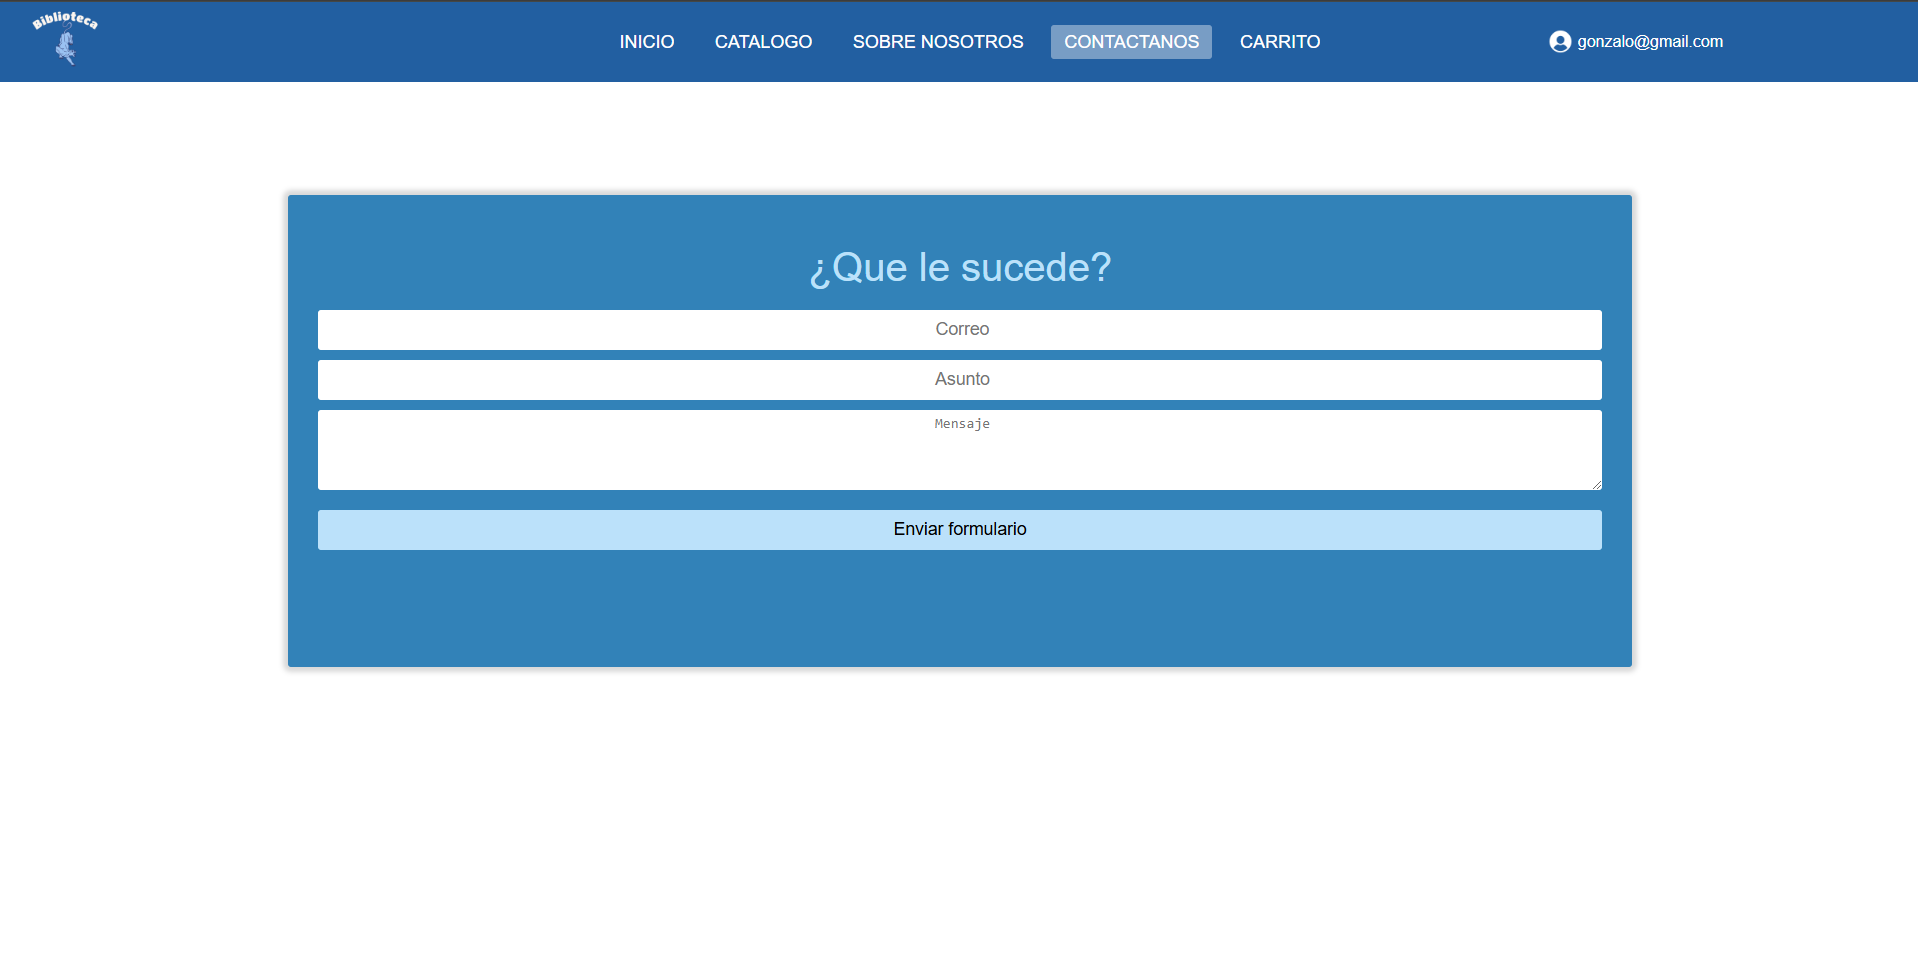 Biblioteca
INICIO CATALOGO SOBRE NOSOTROS CONTACTANOS CARRITO gonzalo@gmail.com
¿Que le sucede?
Correo
Asunto
Mensaje
Enviar formulario